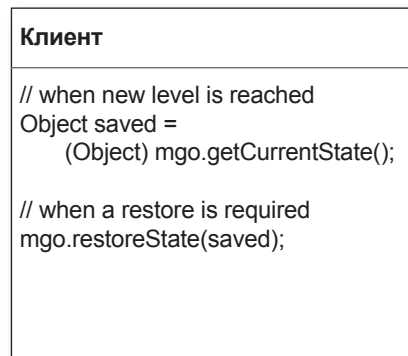 Клиент
// when new level is reached
Object saved =
(Object) mgo.getCurrentState();
// when a restore is required
mgo.restoreState(saved);